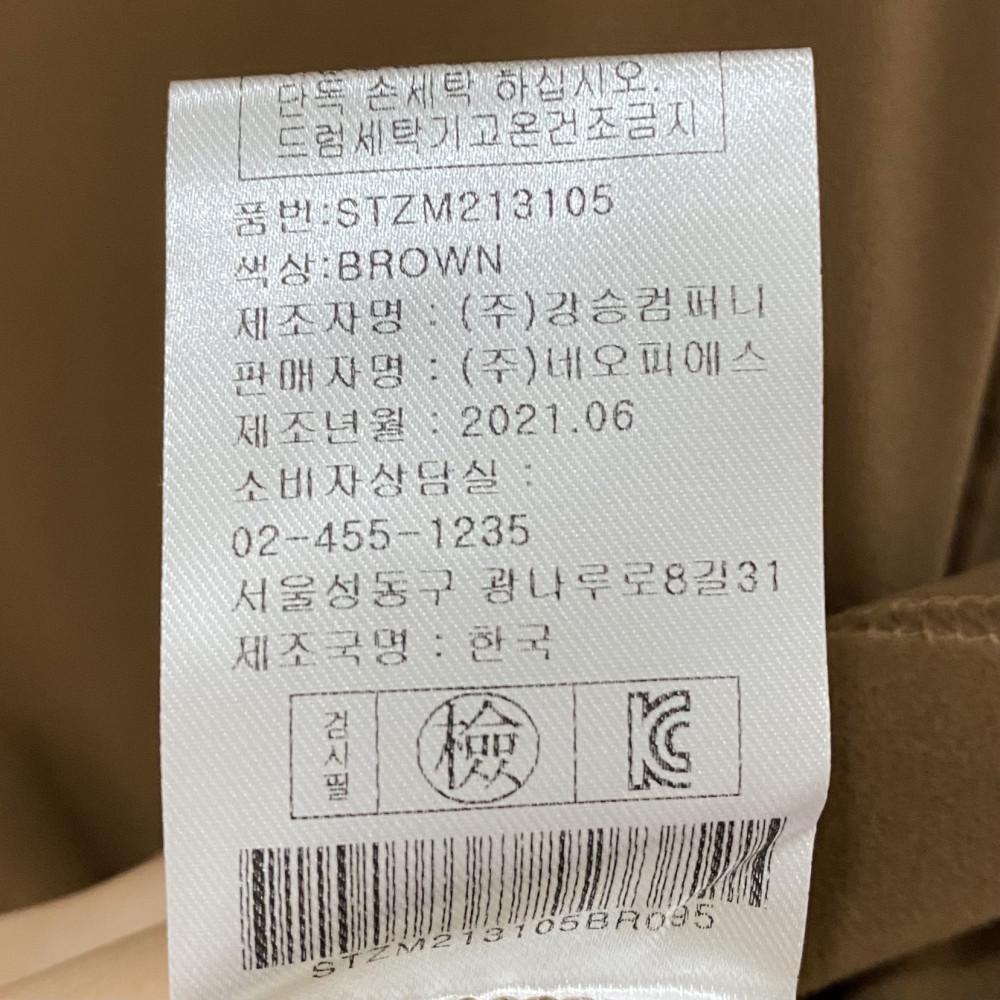 단독 손세탁 하십시오.
드럼세탁기고온건조금지
품번:STZM213105
색상:BROWN
제조자명 : (주)강승컴퍼니
판매자명 : (주)네오피에스
제조년월 : 2021.06
소비자상담실 :
02-455-1235
서울성동구 광나루로8길31
제조국명 : 한국
검시필
檢
KC
STZM213105BR095